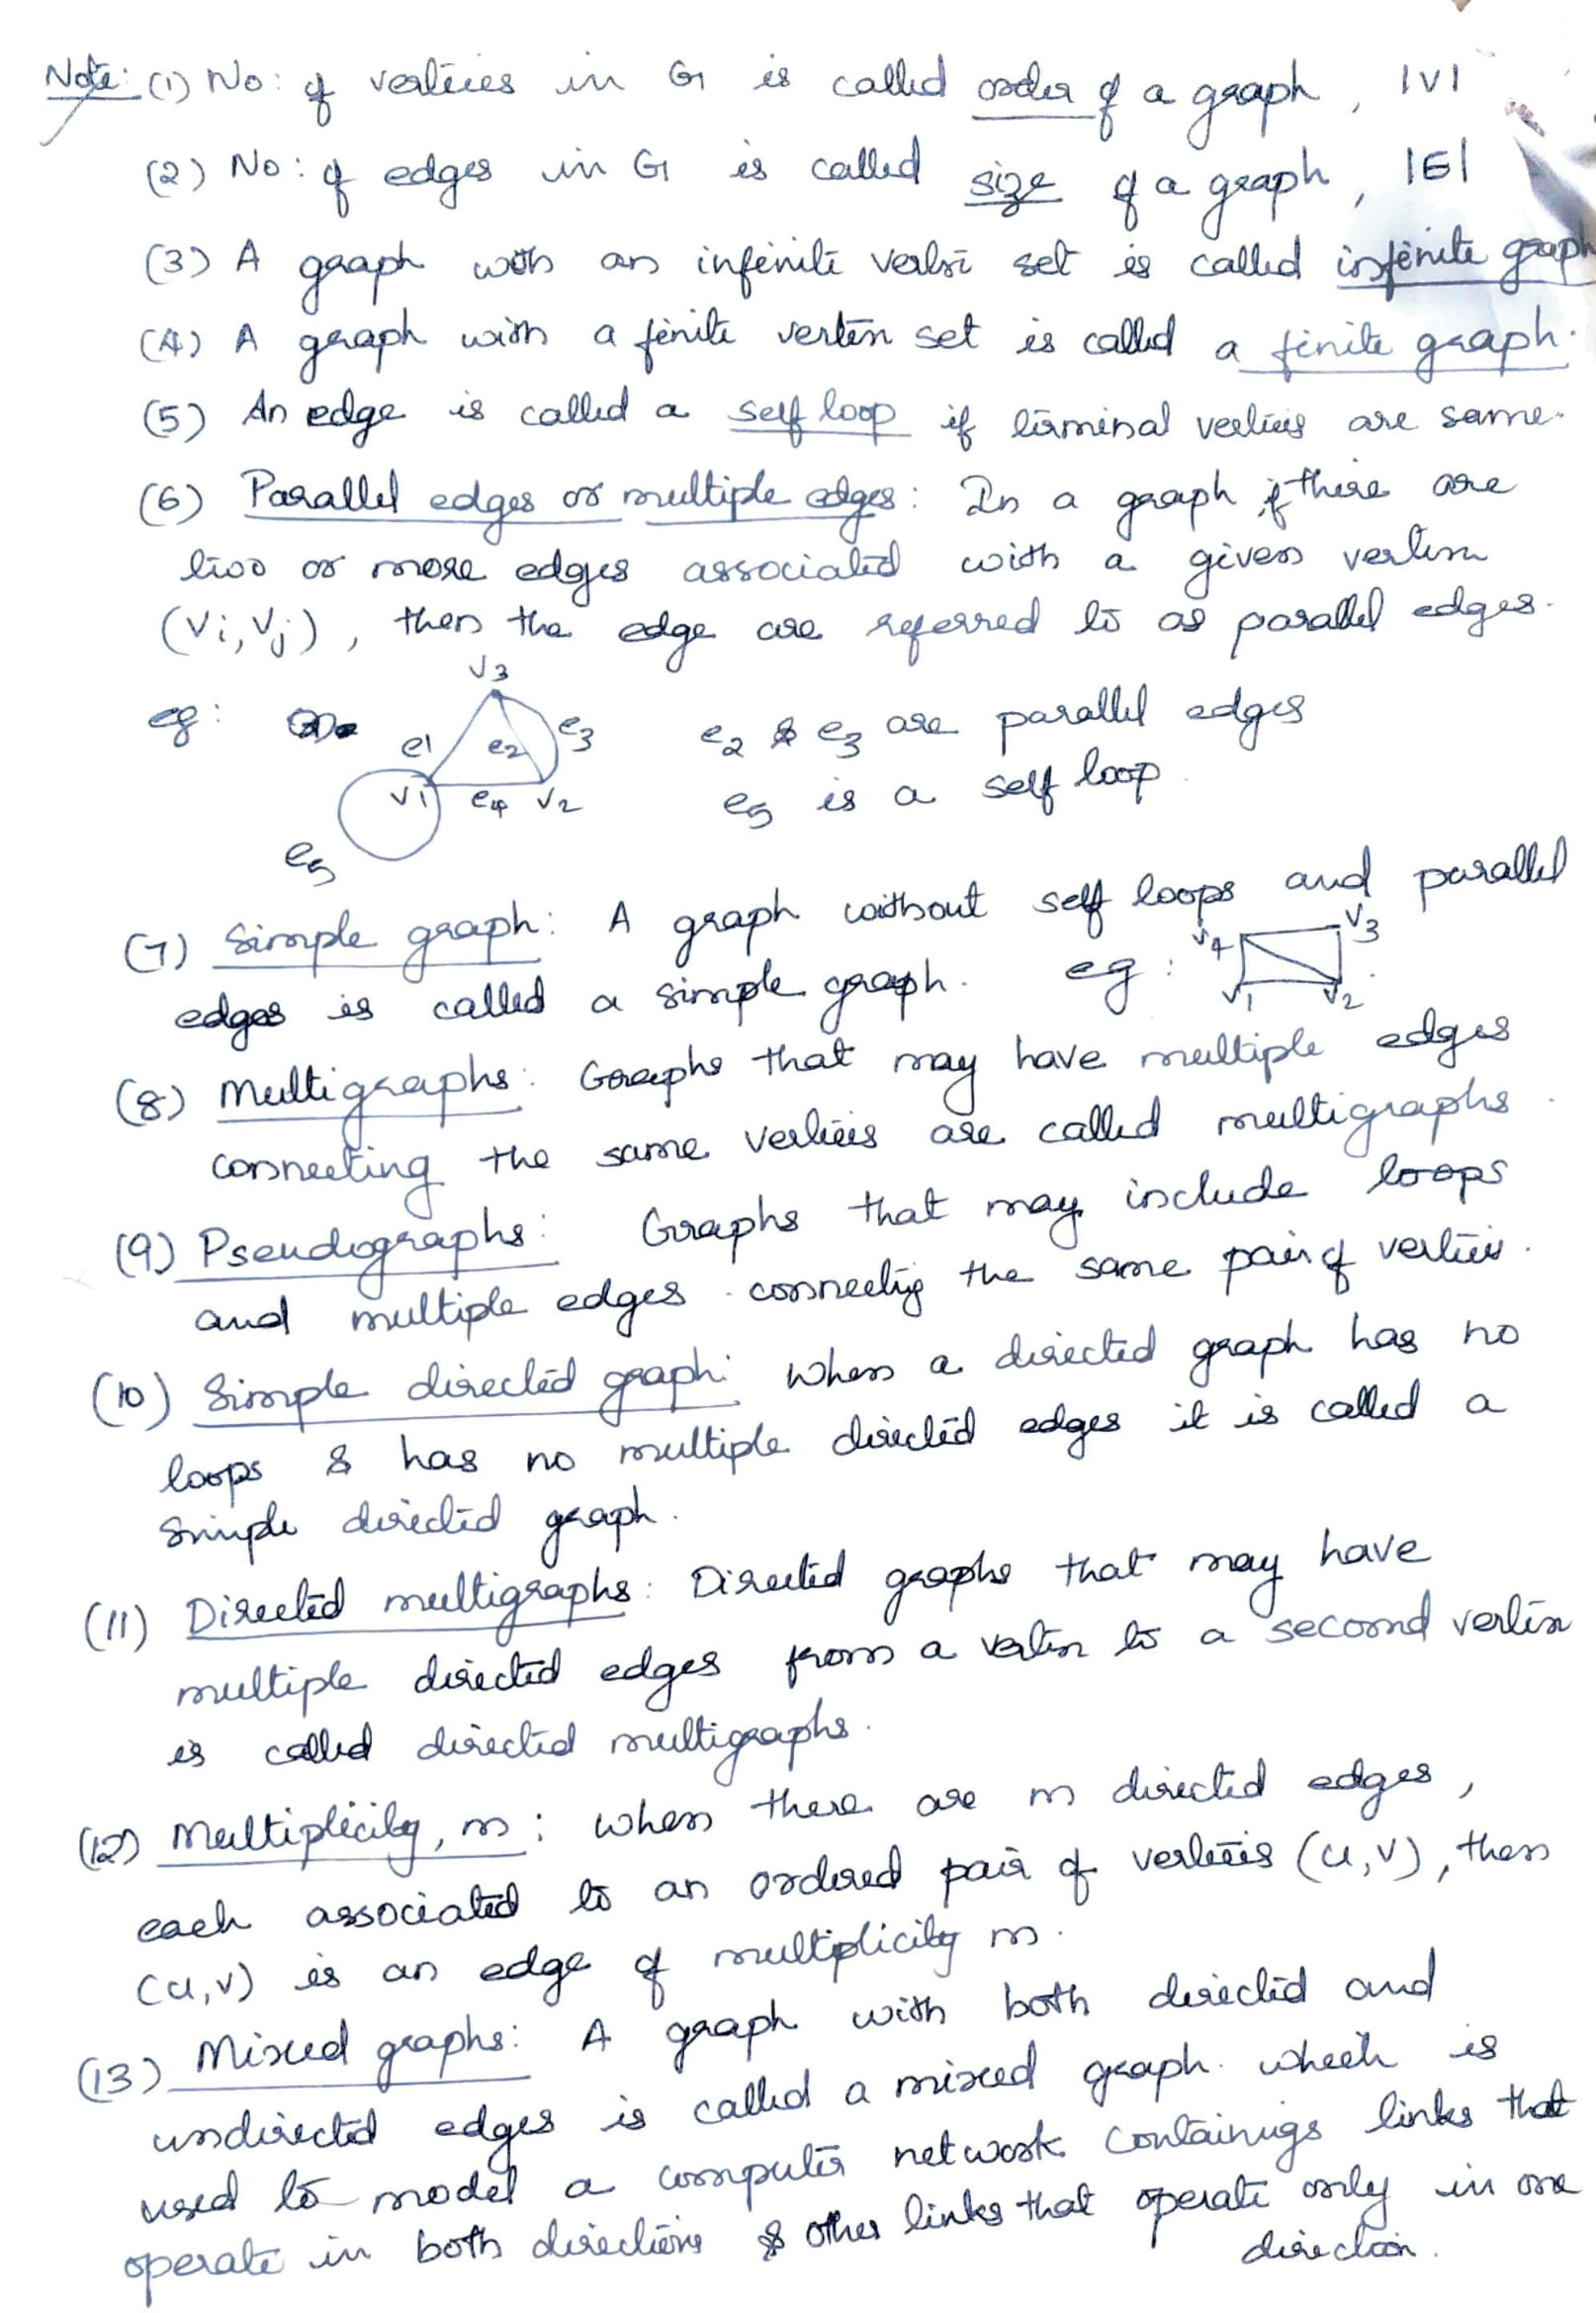 Note: (1) No: of vertices in G is called order of a graph, |V|
(2) No: of edges in G is called size of a graph, |E|
(3) A graph with an infinite vertex set is called infinite graph
(4) A graph with a finite vertex set is called a finite graph.
(5) An edge is called a self loop if terminal vertices are same.
(6) Parallel edges or multiple edges: In a graph if there are
two or more edges associated with a given vertex
(Vi, Vj), then the edge are referred to as parallel edges.
eg:
V3
e1 e2 e3
V1 e4 V2
e5
e2 & e3 are parallel edges
e5 is a self loop.
(7) Simple graph: A graph without self loops and parallel
edges is called a simple graph. eg:
V4 V3
V1 V2
(8) Multigraphs: Graphs that may have multiple edges
connecting the same vertices are called multigraphs.
(9) Pseudographs: Graphs that may include loops
and multiple edges connectig the same pair of vertices.
(10) Simple directed graph: When a directed graph has no
loops & has no multiple directed edges it is called a
simple directed graph.
(11) Directed multigraphs: Directed graphs that may have
multiple directed edges from a vertex to a second vertex
is called directed multigraphs.
(12) Multiplicity, m: When there are m directed edges,
each associated to an ordered pair of vertices (u,v), then
(u,v) is an edge of multiplicity m.
(13) Mixed graphs: A graph with both directed and
undirected edges is called a mixed graph. which is
used to model a computer network containings links that
operate in both directions & other links that operate only in one
direction.